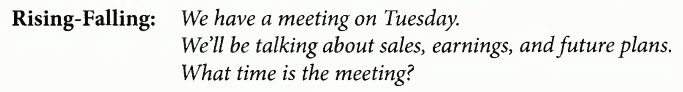 Rising-Falling: We have a meeting on Tuesday.
We'll be talking about sales, earnings, and future plans.
What time is the meeting?